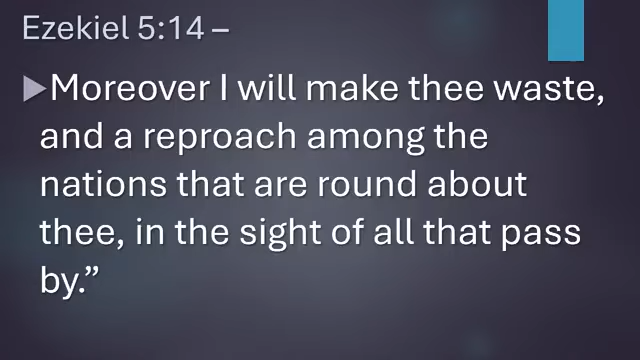 Ezekiel 5:14 –
Moreover I will make thee waste,
and a reproach among the
nations that are round about
thee, in the sight of all that pass
by.”